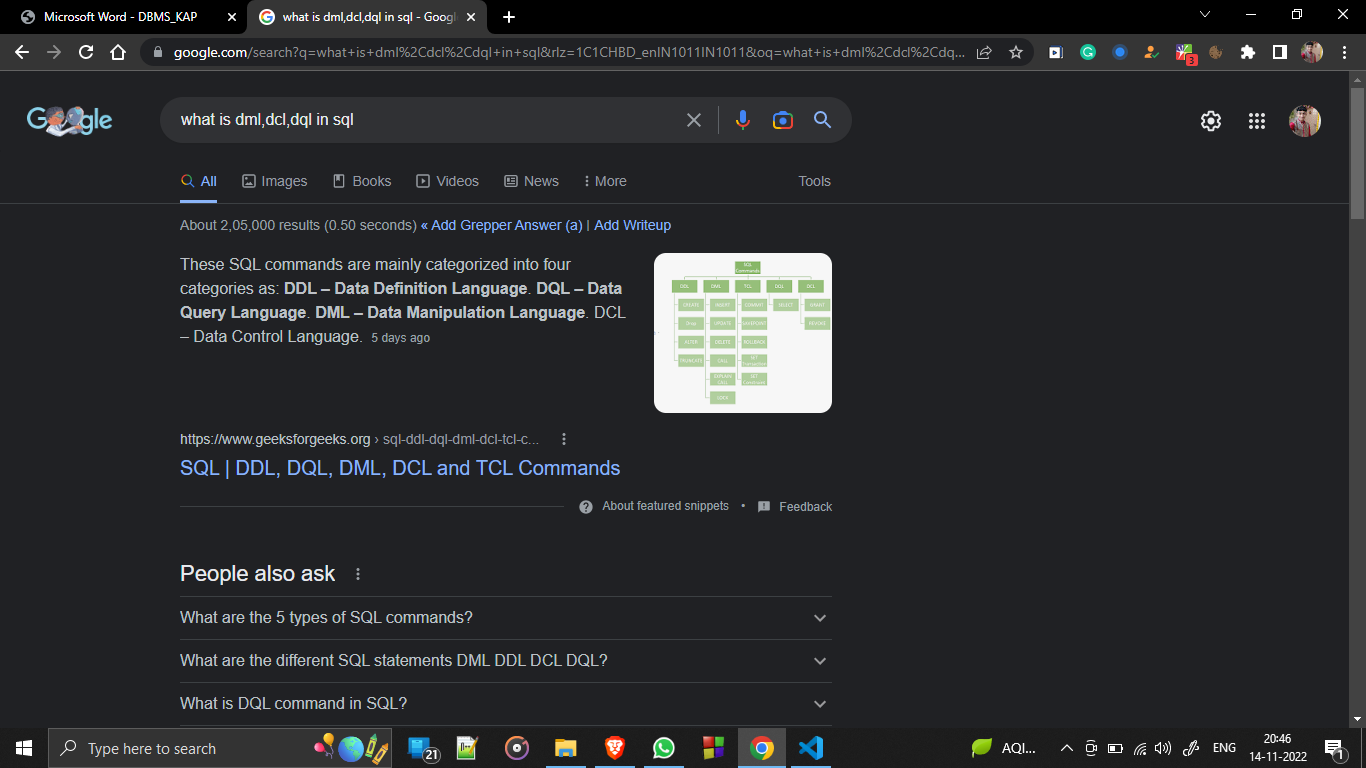 Microsoft Word - DBMS_KAP
what is dml,dcl,dql in sql - Googl
google.com/search?q=what+is+dml%2Cdcl%2Cdql+in+sql&rlz=1C1CHBD_enIN1011IN1011&oq=what+is+dml%2Cdcl%2Cdq...
3
Google
what is dml,dcl,dql in sql
All
Images
Books
Videos
News
More
Tools
About 2,05,000 results (0.50 seconds) « Add Grepper Answer (a) | Add Writeup
These SQL commands are mainly categorized into four
categories as: DDL – Data Definition Language. DQL – Data
Query Language. DML – Data Manipulation Language. DCL
– Data Control Language. 5 days ago
SQL
Commands
DDL
DML
TCL
DQL
DCL
CREATE
INSERT
COMMIT
SELECT
GRANT
Drop
UPDATE
SAVEPOINT
REVOKE
ALTER
DELETE
ROLLBACK
TRUNCATE
CALL
SET
Transaction
EXPLAIN
CALL
SET
Constraint
LOCK
https://www.geeksforgeeks.org › sql-ddl-dql-dml-dcl-tcl-c...
SQL | DDL, DQL, DML, DCL and TCL Commands
About featured snippets • Feedback
People also ask
What are the 5 types of SQL commands?
What are the different SQL statements DML DDL DCL DQL?
What is DQL command in SQL?
Type here to search
21
AQI...
ENG
20:46
14-11-2022
1